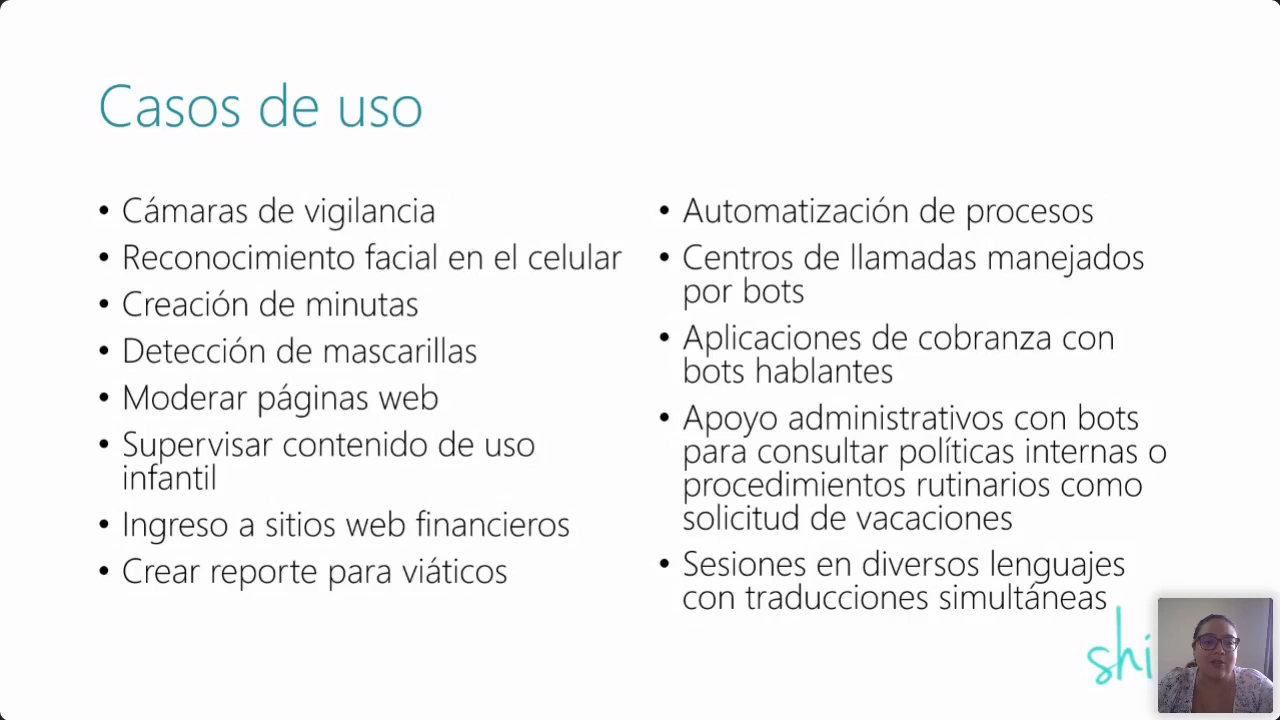 Casos de uso
• Cámaras de vigilancia
• Reconocimiento facial en el celular
• Creación de minutas
• Detección de mascarillas
• Moderar páginas web
• Supervisar contenido de uso
infantil
• Ingreso a sitios web financieros
• Crear reporte para viáticos
• Automatización de procesos
• Centros de llamadas manejados
por bots
• Aplicaciones de cobranza con
bots hablantes
• Apoyo administrativos con bots
para consultar políticas internas o
procedimientos rutinarios como
solicitud de vacaciones
• Sesiones en diversos lenguajes
con traducciones simultáneas
shi